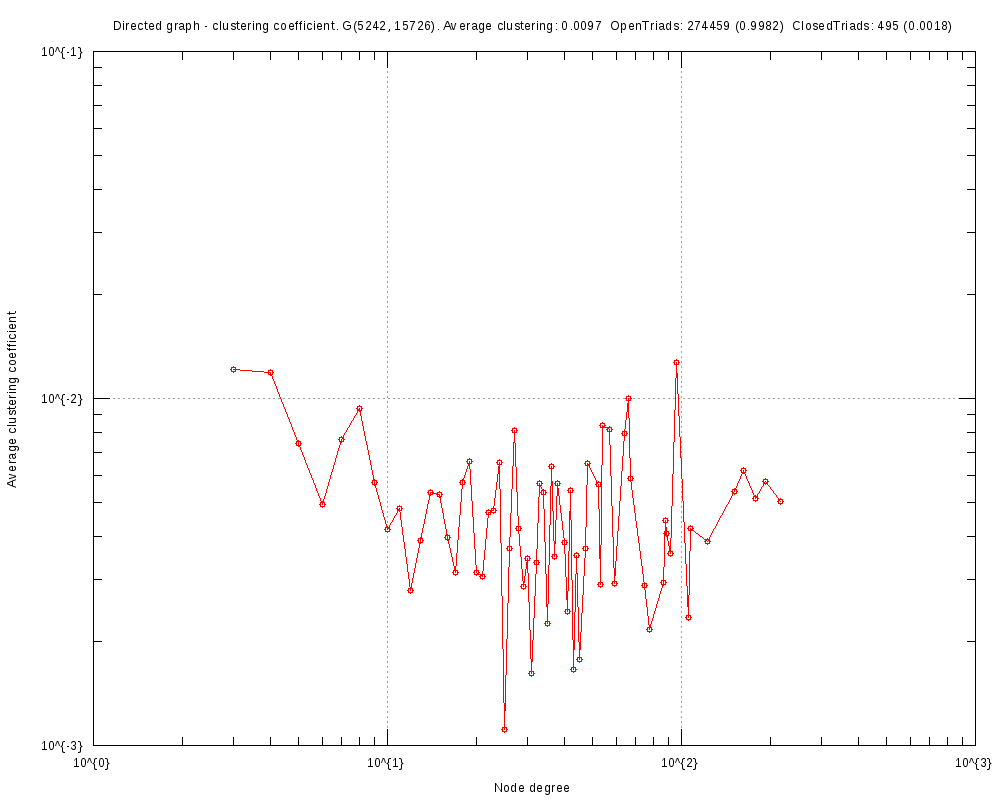 Directed graph - clustering coefficient. G(5242, 15726). Average clustering: 0.0097  OpenTriads: 274459 (0.9982)  ClosedTriads: 495 (0.0018)
10^{-1}
10^{-2}
10^{-3}
Average clustering coefficient
10^{0}
10^{1}
10^{2}
10^{3}
Node degree